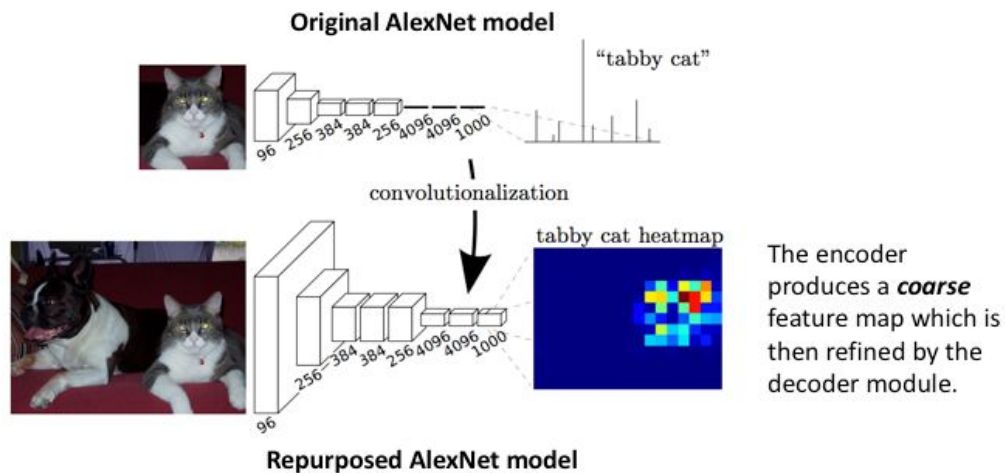 Original AlexNet model
“tabby cat”
96
256
384
384
256
4096
4096
1000
convolutionalization
tabby cat heatmap
The encoder
produces a coarse
feature map which is
then refined by the
decoder module.
96
256
384
384
256
4096
4096
1000
Repurposed AlexNet model